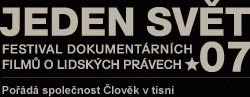 JEDEN SVĚT
FESTIVAL DOKUMENTÁRNÍCH
FILMŮ O LIDSKÝCH PRÁVECH ★07
Pořádá společnost Člověk v tísni